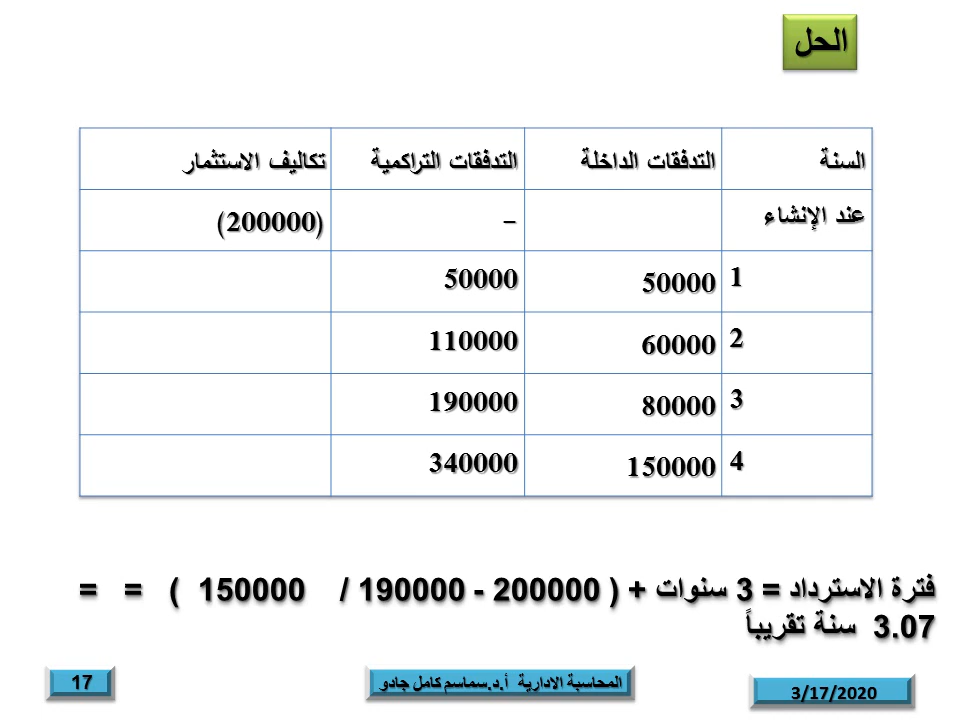 الحل
السنة التدفقات الداخلة التدفقات التراكمية تكاليف الاستثمار
عند الإنشاء – (200000)
1 50000 50000
2 60000 110000
3 80000 190000
4 150000 340000
فترة الاسترداد = 3 سنوات + ( 200000 - 190000 / 150000 ) = =
3.07 سنة تقريباً
17 المحاسبة الادارية أ.د.سماسم كامل جادو 3/17/2020